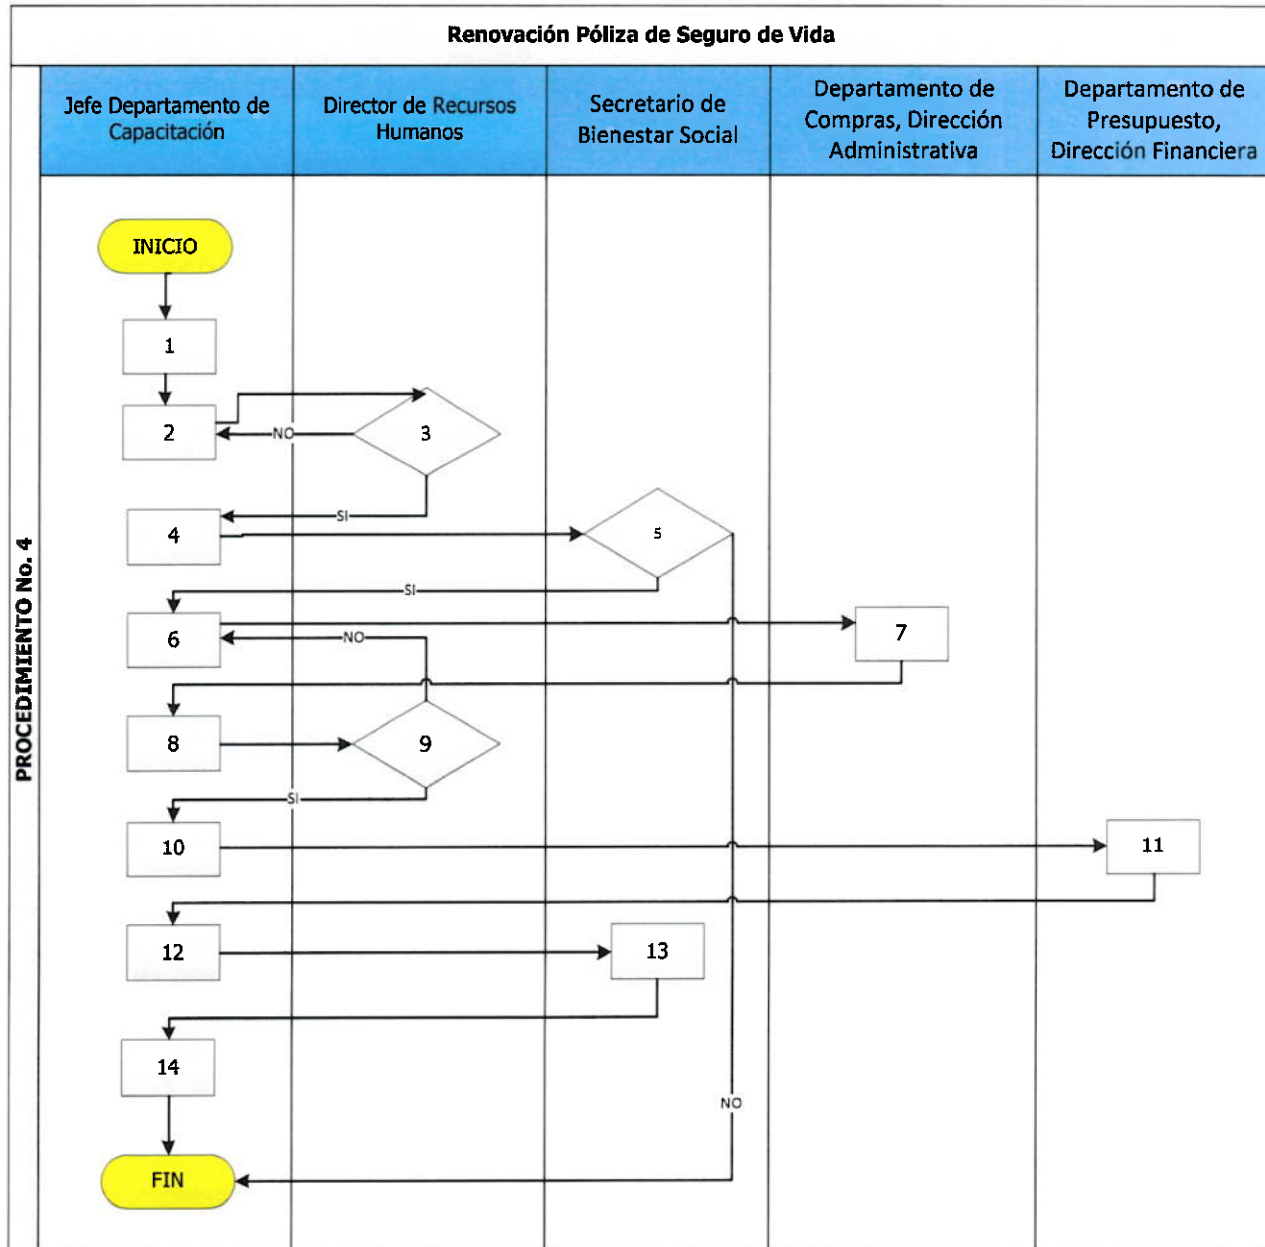 Renovación Póliza de Seguro de Vida
Jefe Departamento de
Capacitación
Director de Recursos
Humanos
Secretario de
Bienestar Social
Departamento de
Compras, Dirección
Administrativa
Departamento de
Presupuesto,
Dirección Financiera
PROCEDIMIENTO No. 4
INICIO
1
2
NO
3
SI
4
5
SI
6
NO
7
8
9
SI
10
11
12
13
14
NO
FIN